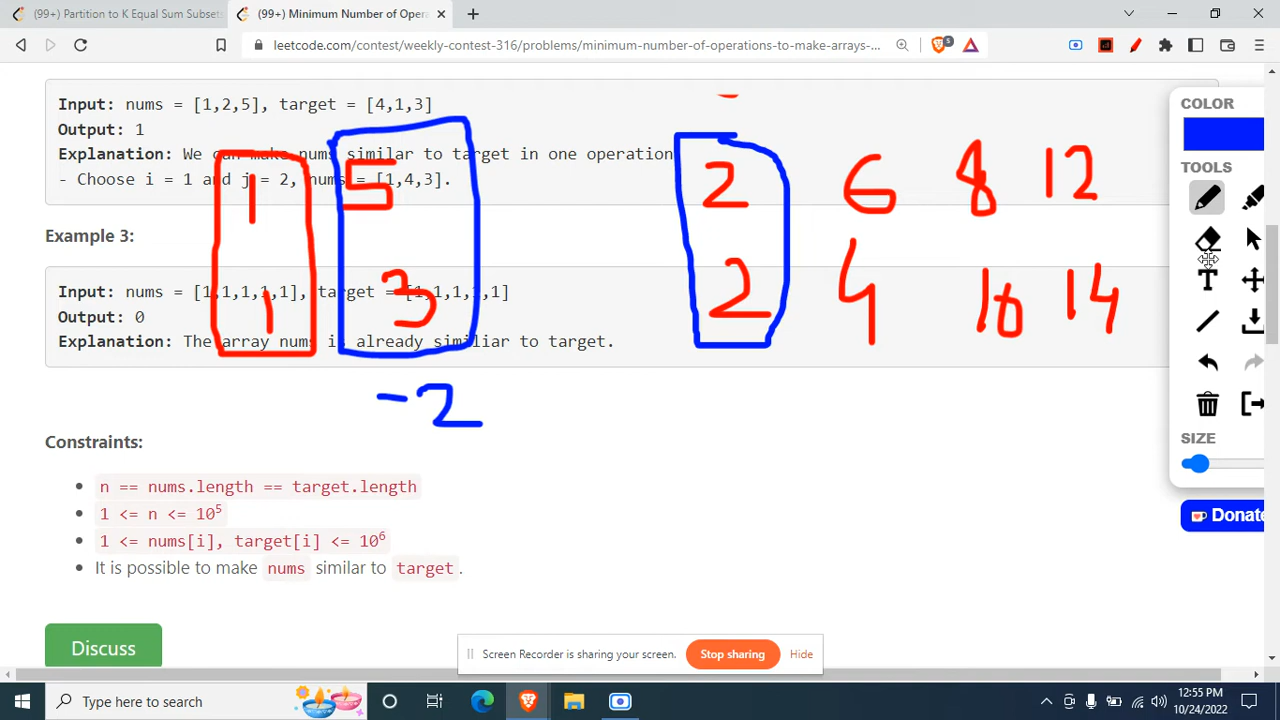 (99+) Partition to K Equal Sum Subsets
(99+) Minimum Number of Oper
leetcode.com/contest/weekly-contest-316/problems/minimum-number-of-operations-to-make-arrays-...
5
Input: nums = [1,2,5], target = [4,1,3]
Output: 1
Explanation: We can make nums similar to target in one operation
- Choose i = 1 and j = 2, nums = [1,4,3].
1 5 2 6 8 12
Example 3:
1 3 2 4 10 14
Input: nums = [1,1,1,1,1], target = [1,1,1,1,1]
Output: 0
Explanation: The array nums is already similiar to target.
-2
Constraints:
n == nums.length == target.length
1 <= n <= 10⁵
1 <= nums[i], target[i] <= 10⁶
It is possible to make nums similar to target.
Discuss
COLOR
TOOLS
T
SIZE
Donate
Screen Recorder is sharing your screen.
Stop sharing
Hide
Type here to search
12:55 PM
10/24/2022